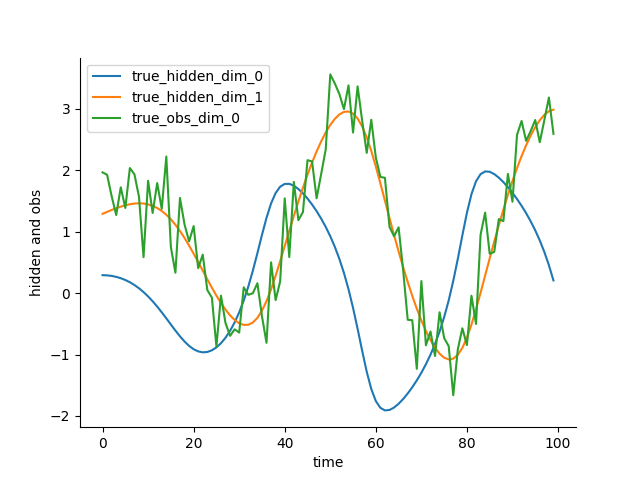 true_hidden_dim_0
true_hidden_dim_1
true_obs_dim_0
hidden and obs
3
2
1
0
−1
−2
0 20 40 60 80 100
time